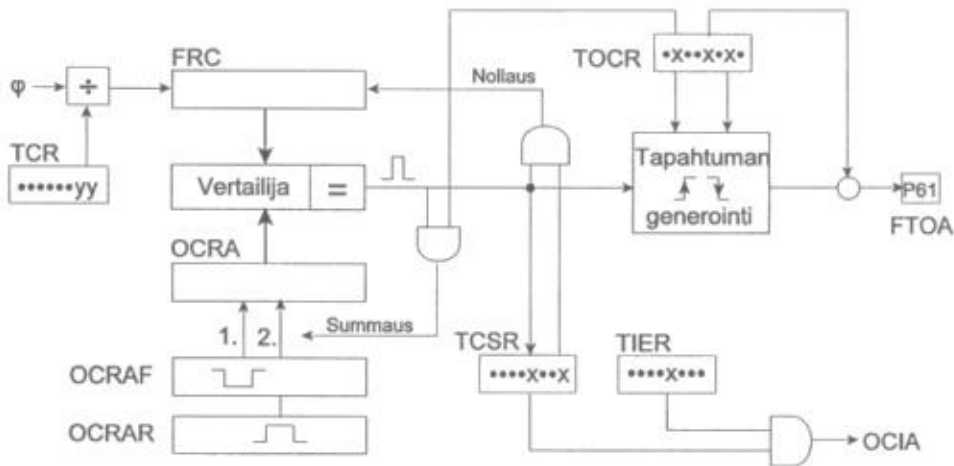 FRC
φ
÷
TCR
••••••yy
Nollaus
TOCR
•X••X•X•
Vertailija
=
Tapahtuman
generointi
P61
FTOA
OCRA
1.
2.
Summaus
OCRAF
OCRAR
TCSR
••••X••X
TIER
••••X•••
OCIA